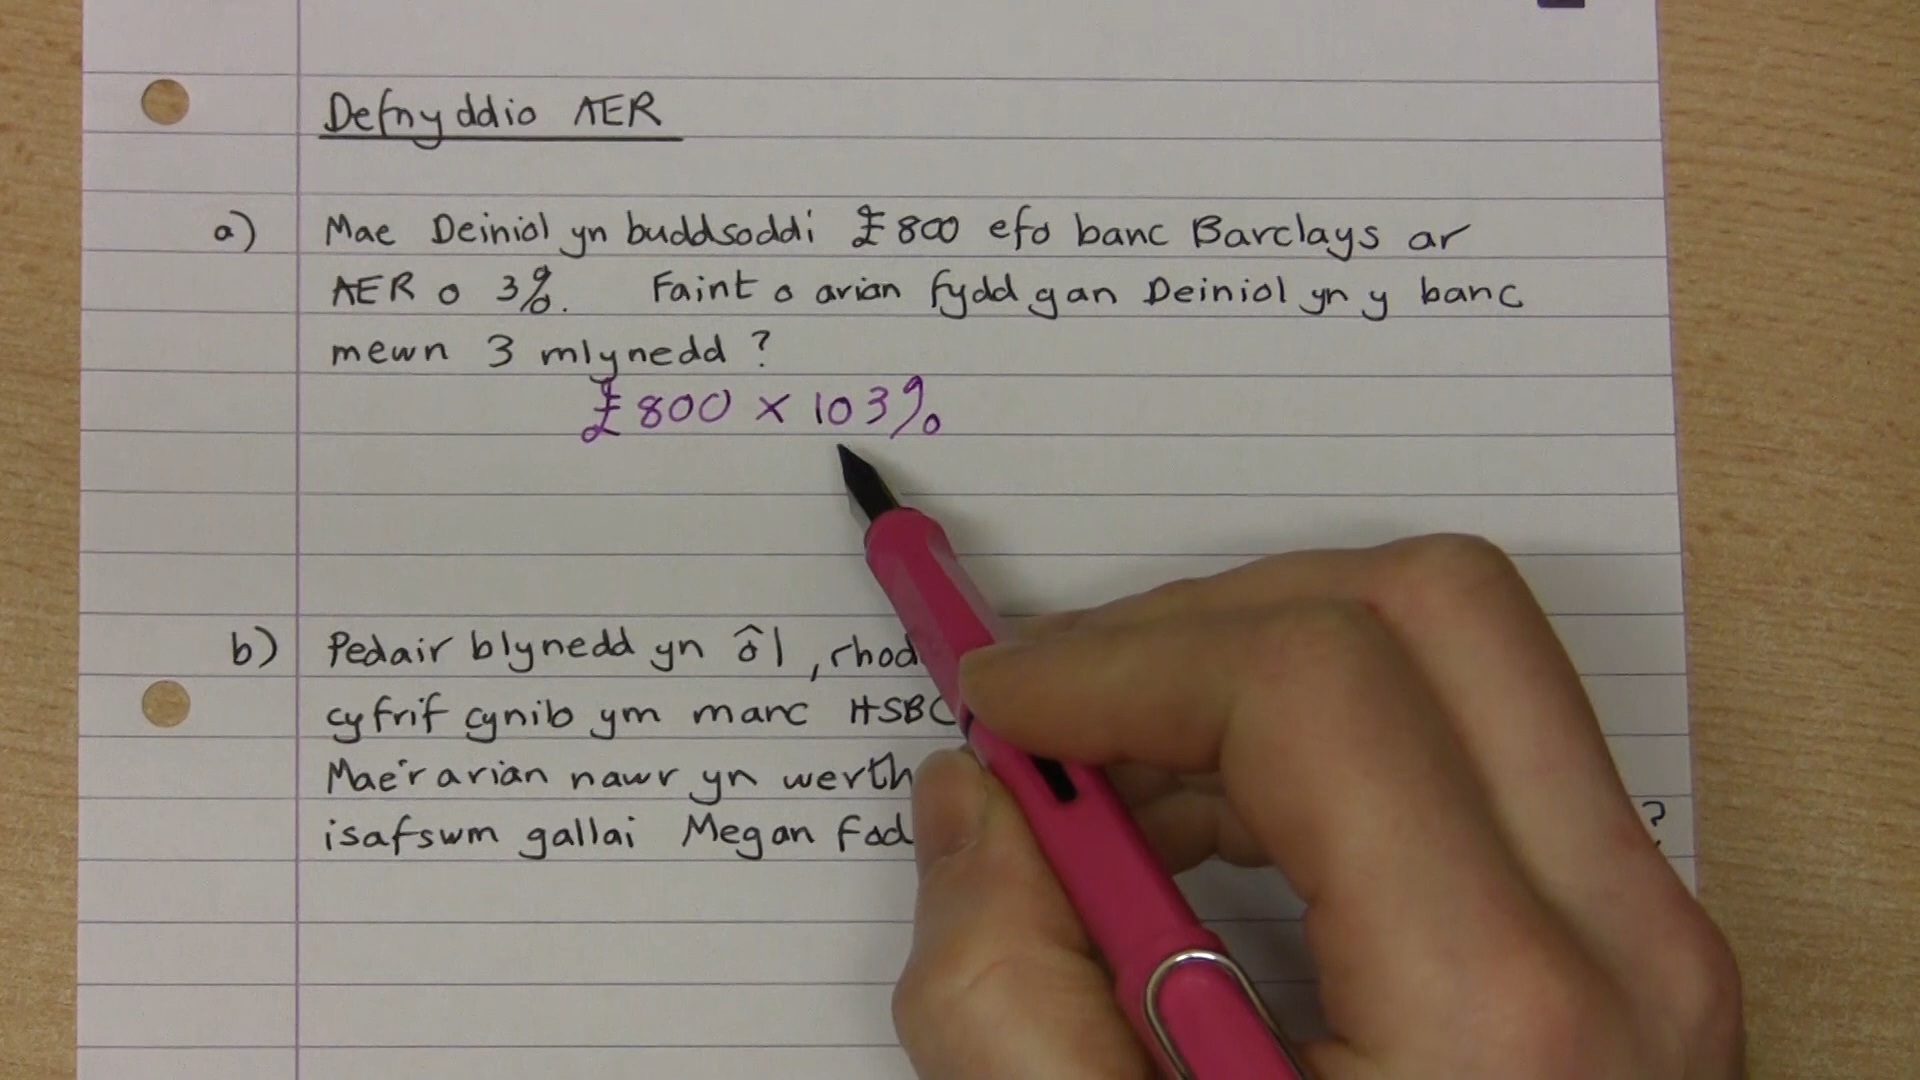 Defnyddio AER
a) Mae Deiniol yn buddsoddi £800 efo banc Barclays ar
AER o 3%. Faint o arian fydd gan Deiniol yn y banc
mewn 3 mlynedd ?
£800 × 103%
b) Pedair blynedd yn ôl, rhod
cyfrif cynilo ym manc HSBC
Mae'r arian nawr yn werth
isafswm gallai Megan fod ?